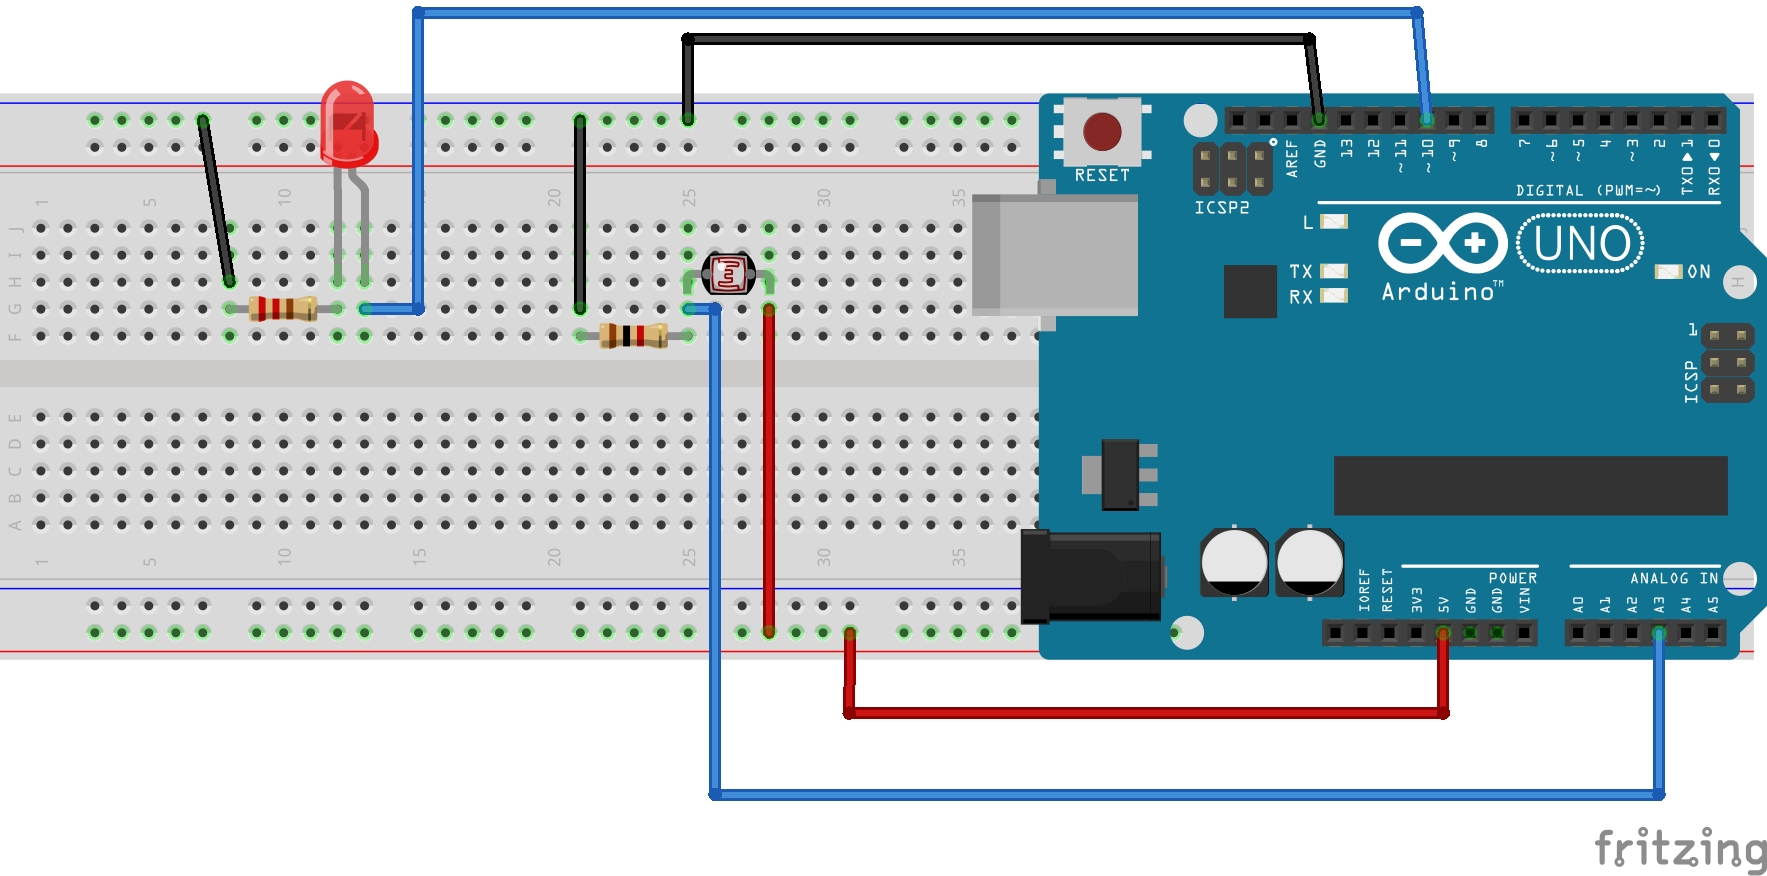 1 5 10 15 25 30 35
J
I
H
G
F
E
D
C
B
A
1 5 10 15 20 25 30 35
RESET
ICSP2
AREF
GND
13
12
~11
~10
~9
8
7
~6
~5
4
~3
2
TX0▶1
RX0◀0
DIGITAL (PWM=~)
L
TX
RX
UNO
Arduino™
ON
H
1
ICSP
POWER
ANALOG IN
IOREF
RESET
3V3
5V
GND
GND
VIN
A0
A1
A2
A3
A4
A5
fritzing